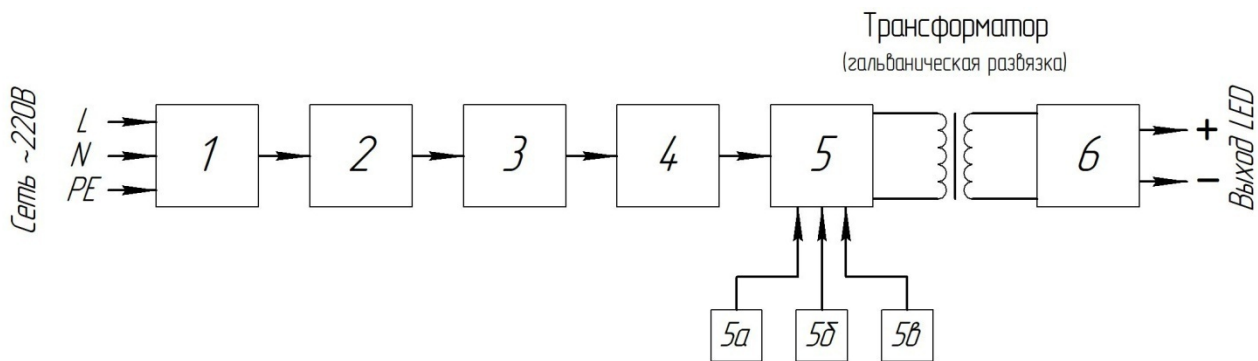 Трансформатор
(гальваническая развязка)
Сеть ~220В
L
N
PE
1
2
3
4
5
6
+
−
Выход LED
5а
5б
5в